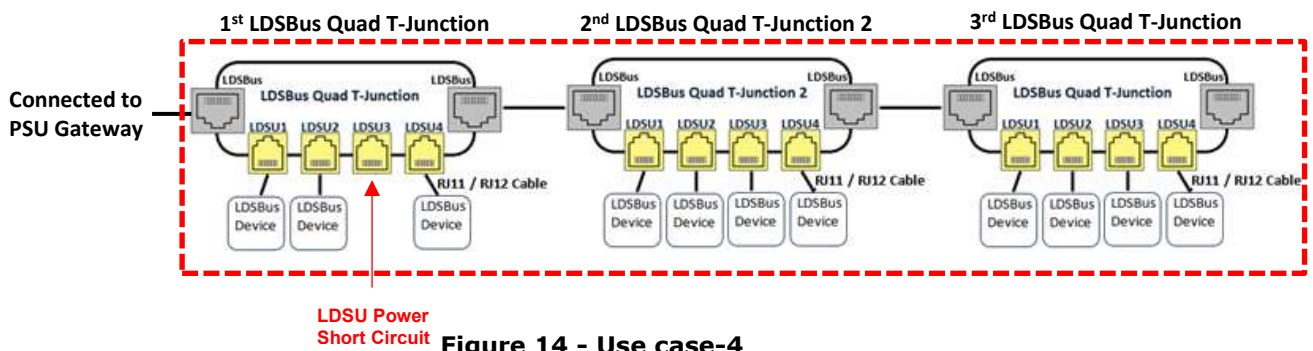 1st LDSBus Quad T-Junction
2nd LDSBus Quad T-Junction 2
3rd LDSBus Quad T-Junction
Connected to
PSU Gateway
LDSBus
LDSBus
LDSBus Quad T-Junction
LDSU1 LDSU2 LDSU3 LDSU4
RJ11 / RJ12 Cable
LDSBus
Device
LDSBus
Device
LDSBus
Device
LDSBus
LDSBus
LDSBus Quad T-Junction 2
LDSU1 LDSU2 LDSU3 LDSU4
RJ11 / RJ12 Cable
LDSBus
Device
LDSBus
Device
LDSBus
Device
LDSBus
Device
LDSBus
LDSBus
LDSBus Quad T-Junction
LDSU1 LDSU2 LDSU3 LDSU4
RJ11 / RJ12 Cable
LDSBus
Device
LDSBus
Device
LDSBus
Device
LDSBus
Device
LDSU Power
Short Circuit
Figure 14 - Use case-4